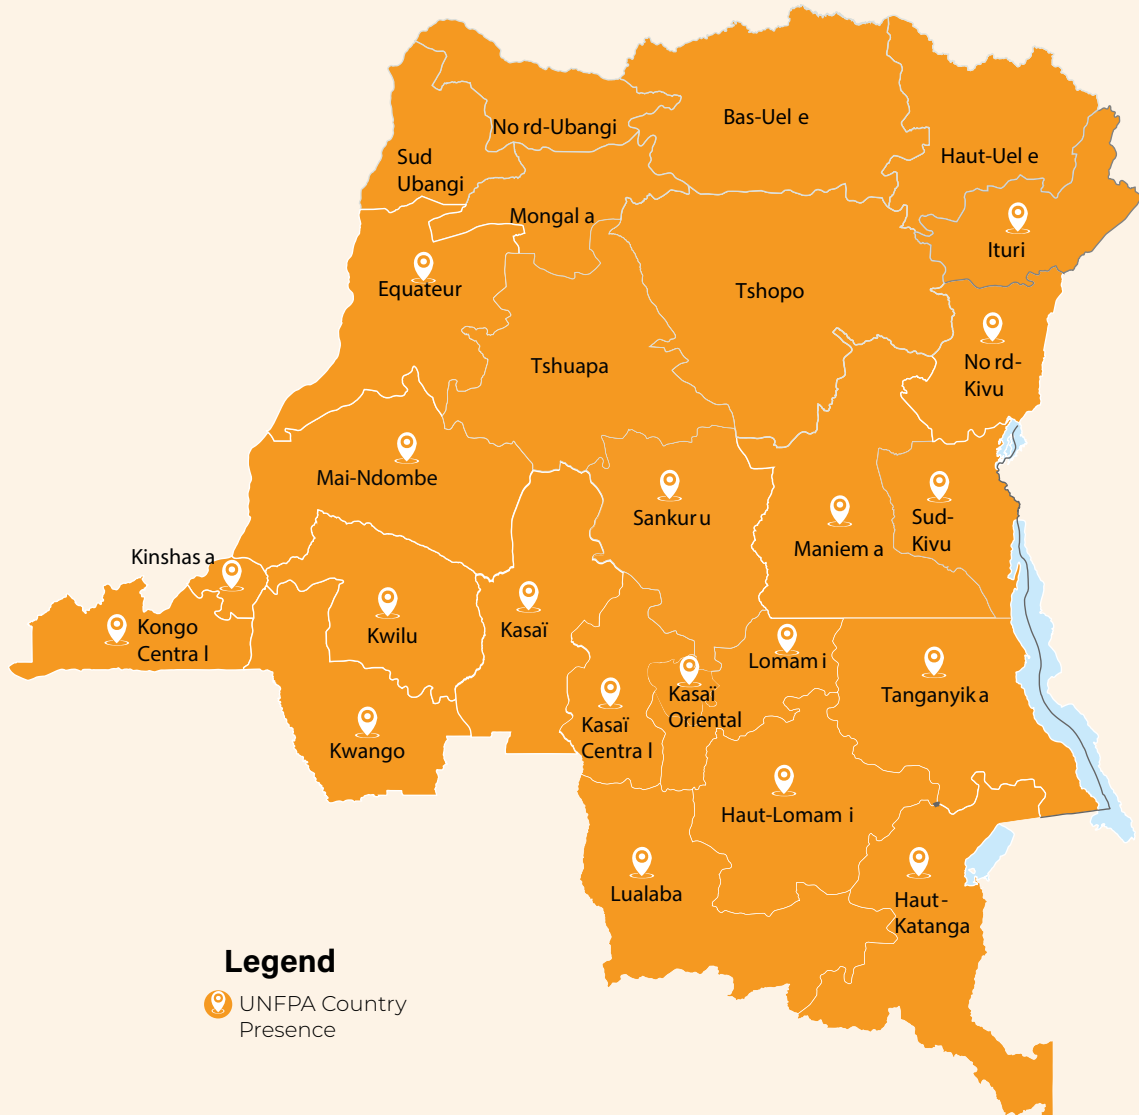 Bas-Uel e
No rd-Ubangi
Haut-Uel e
Sud
Ubangi
Mongal a
Ituri
Equateur
Tshopo
Tshuapa
No rd-
Kivu
Mai-Ndombe
Sankur u
Sud-
Kivu
Maniem a
Kinshas a
Kongo
Centra l
Kwilu
Kasaï
Lomam i
Kasaï
Oriental
Tanganyik a
Kasaï
Centra l
Kwango
Haut-Lomam i
Lualaba
Haut-
Katanga
Legend
UNFPA Country
Presence